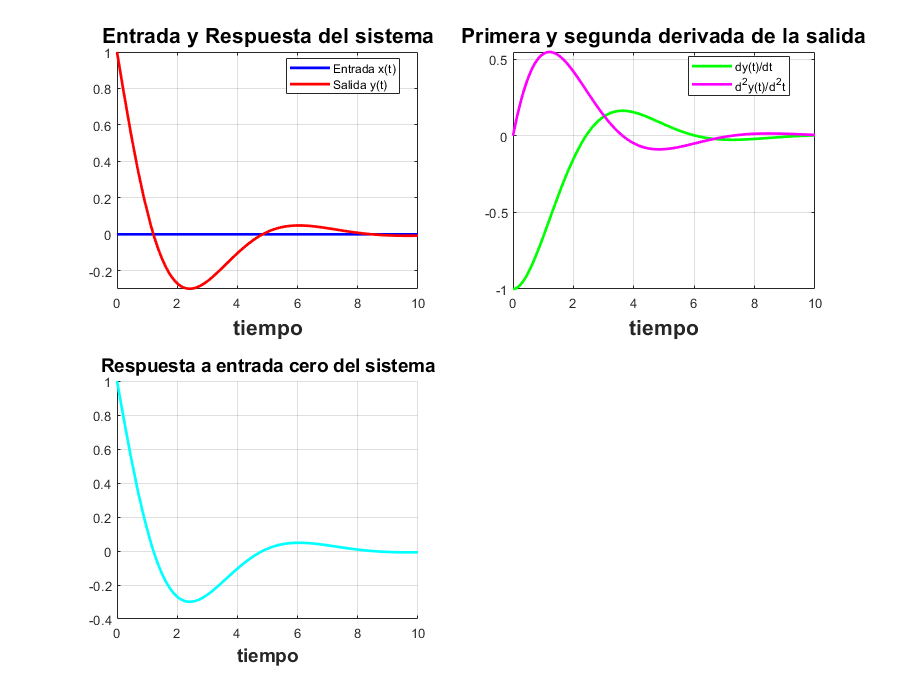 Entrada y Respuesta del sistema
1
0.8
0.6
0.4
0.2
0
-0.2
0 2 4 6 8 10
tiempo
Entrada x(t)
Salida y(t)
Primera y segunda derivada de la salida
0.5
0
-0.5
-1
0 2 4 6 8 10
tiempo
dy(t)/dt
d²y(t)/d²t
Respuesta a entrada cero del sistema
1
0.8
0.6
0.4
0.2
0
-0.2
-0.4
0 2 4 6 8 10
tiempo